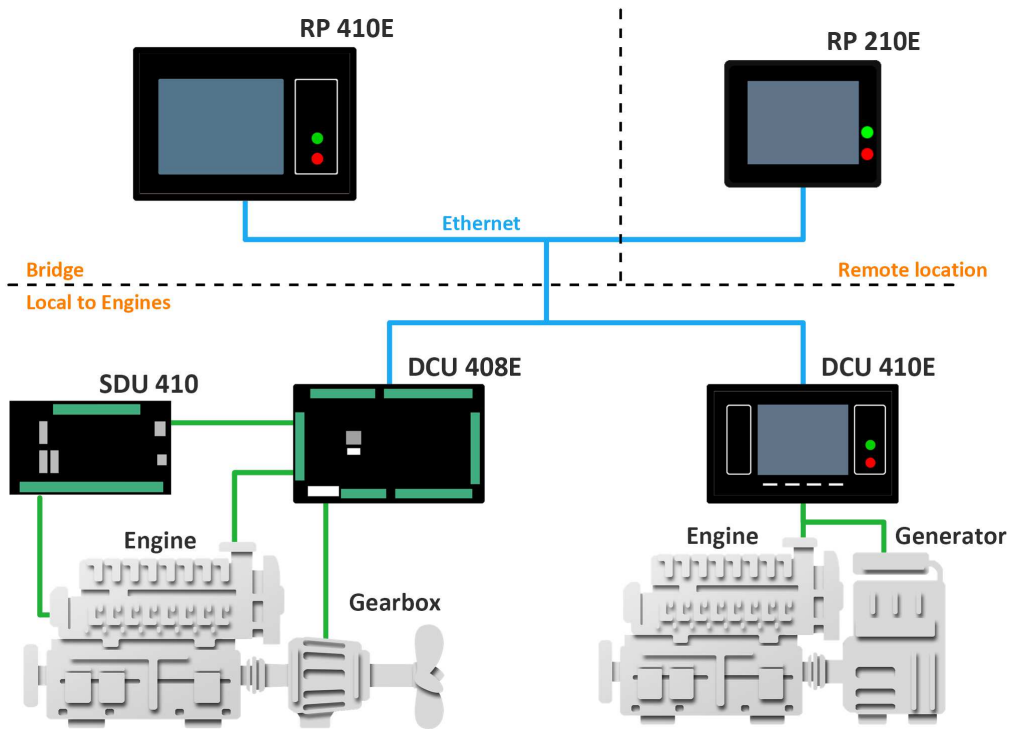 RP 410E
RP 210E
Ethernet
Bridge
Remote location
Local to Engines
SDU 410
DCU 408E
DCU 410E
Engine
Gearbox
Engine
Generator